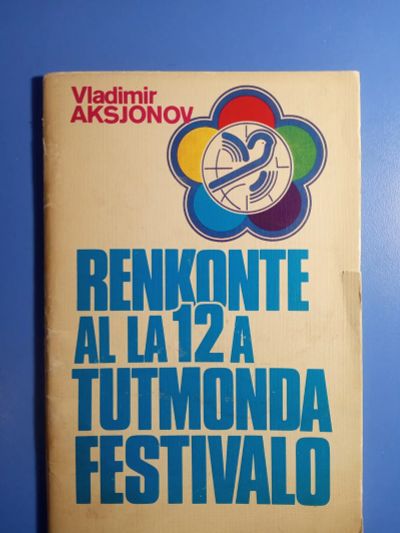 Vladimir
AKSJONOV
RENKONTE
AL LA 12 A
TUTMONDA
FESTIVALO